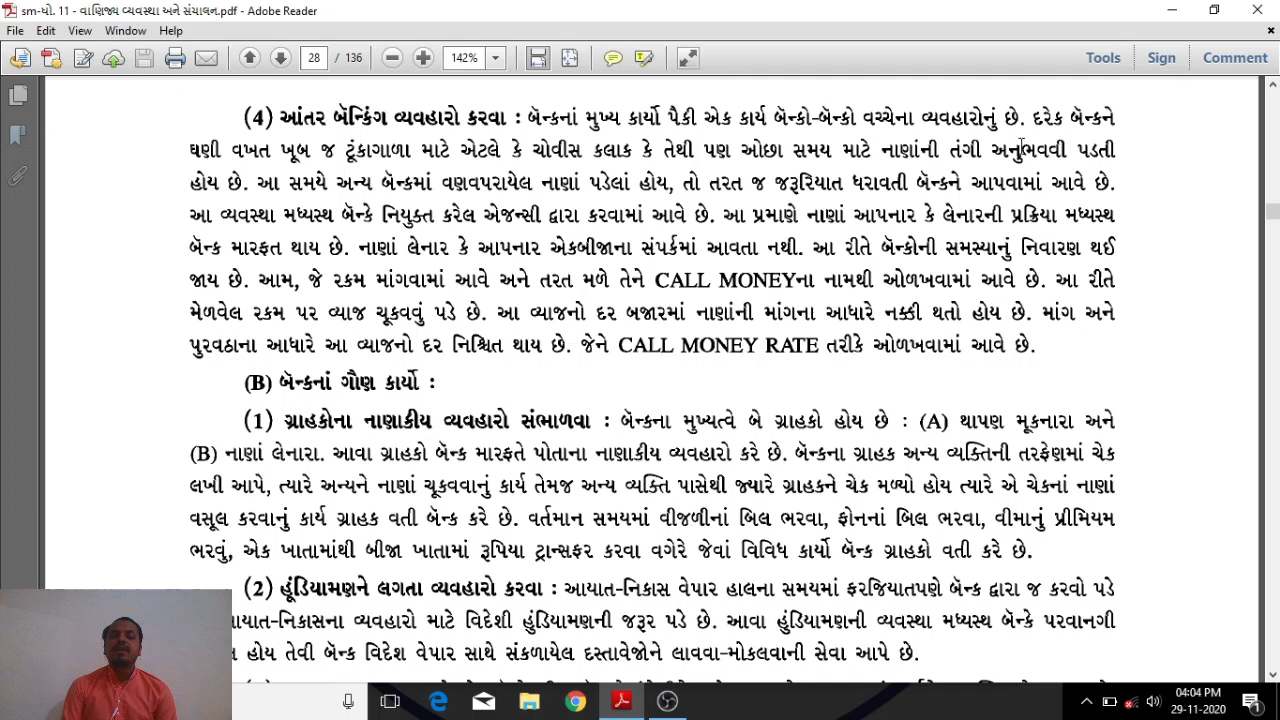 sm-ધો. 11 - વાણિજ્ય વ્યવસ્થા અને સંચાલન.pdf - Adobe Reader
File Edit View Window Help
28 / 136 142% Tools Sign Comment
(4) આંતર બૅન્કિંગ વ્યવહારો કરવા : બૅન્કનાં મુખ્ય કાર્યો પૈકી એક કાર્ય બૅન્કો-બૅન્કો વચ્ચેના વ્યવહારોનું છે. દરેક બૅન્કને
ઘણી વખત ખૂબ જ ટૂંકાગાળા માટે એટલે કે ચોવીસ કલાક કે તેથી પણ ઓછા સમય માટે નાણાંની તંગી અનુભવવી પડતી
હોય છે. આ સમયે અન્ય બૅન્કમાં વણવપરાયેલ નાણાં પડેલાં હોય, તો તરત જ જરૂરિયાત ધરાવતી બૅન્કને આપવામાં આવે છે.
આ વ્યવસ્થા મધ્યસ્થ બૅન્કે નિયુક્ત કરેલ એજન્સી દ્વારા કરવામાં આવે છે. આ પ્રમાણે નાણાં આપનાર કે લેનારની પ્રક્રિયા મધ્યસ્થ
બૅન્ક મારફત થાય છે. નાણાં લેનાર કે આપનાર એકબીજાના સંપર્કમાં આવતા નથી. આ રીતે બૅન્કોની સમસ્યાનું નિવારણ થઈ
જાય છે. આમ, જે રકમ માંગવામાં આવે અને તરત મળે તેને CALL MONEYના નામથી ઓળખવામાં આવે છે. આ રીતે
મેળવેલ રકમ પર વ્યાજ ચૂકવવું પડે છે. આ વ્યાજનો દર બજારમાં નાણાંની માંગના આધારે નક્કી થતો હોય છે. માંગ અને
પુરવઠાના આધારે આ વ્યાજનો દર નિશ્ચિત થાય છે. જેને CALL MONEY RATE તરીકે ઓળખવામાં આવે છે.
(B) બૅન્કનાં ગૌણ કાર્યો :
(1) ગ્રાહકોના નાણાકીય વ્યવહારો સંભાળવા : બૅન્કના મુખ્યત્વે બે ગ્રાહકો હોય છે : (A) થાપણ મૂકનારા અને
(B) નાણાં લેનારા. આવા ગ્રાહકો બૅન્ક મારફતે પોતાના નાણાકીય વ્યવહારો કરે છે. બૅન્કના ગ્રાહક અન્ય વ્યક્તિની તરફેણમાં ચેક
લખી આપે, ત્યારે અન્યને નાણાં ચૂકવવાનું કાર્ય તેમજ અન્ય વ્યક્તિ પાસેથી જ્યારે ગ્રાહકને ચેક મળ્યો હોય ત્યારે એ ચેકનાં નાણાં
વસૂલ કરવાનું કાર્ય ગ્રાહક વતી બૅન્ક કરે છે. વર્તમાન સમયમાં વીજળીનાં બિલ ભરવા, ફોનનાં બિલ ભરવા, વીમાનું પ્રીમિયમ
ભરવું, એક ખાતામાંથી બીજા ખાતામાં રૂપિયા ટ્રાન્સફર કરવા વગેરે જેવાં વિવિધ કાર્યો બૅન્ક ગ્રાહકો વતી કરે છે.
(2) હૂંડિયામણને લગતા વ્યવહારો કરવા : આયાત-નિકાસ વેપાર હાલના સમયમાં ફરજિયાતપણે બૅન્ક દ્વારા જ કરવો પડે
આયાત-નિકાસના વ્યવહારો માટે વિદેશી હુંડિયામણની જરૂર પડે છે. આવા હુંડિયામણની વ્યવસ્થા મધ્યસ્થ બૅન્કે પરવાનગી
હોય તેવી બૅન્ક વિદેશ વેપાર સાથે સંકળાયેલ દસ્તાવેજોને લાવવા-મોકલવાની સેવા આપે છે.
04:04 PM
29-11-2020